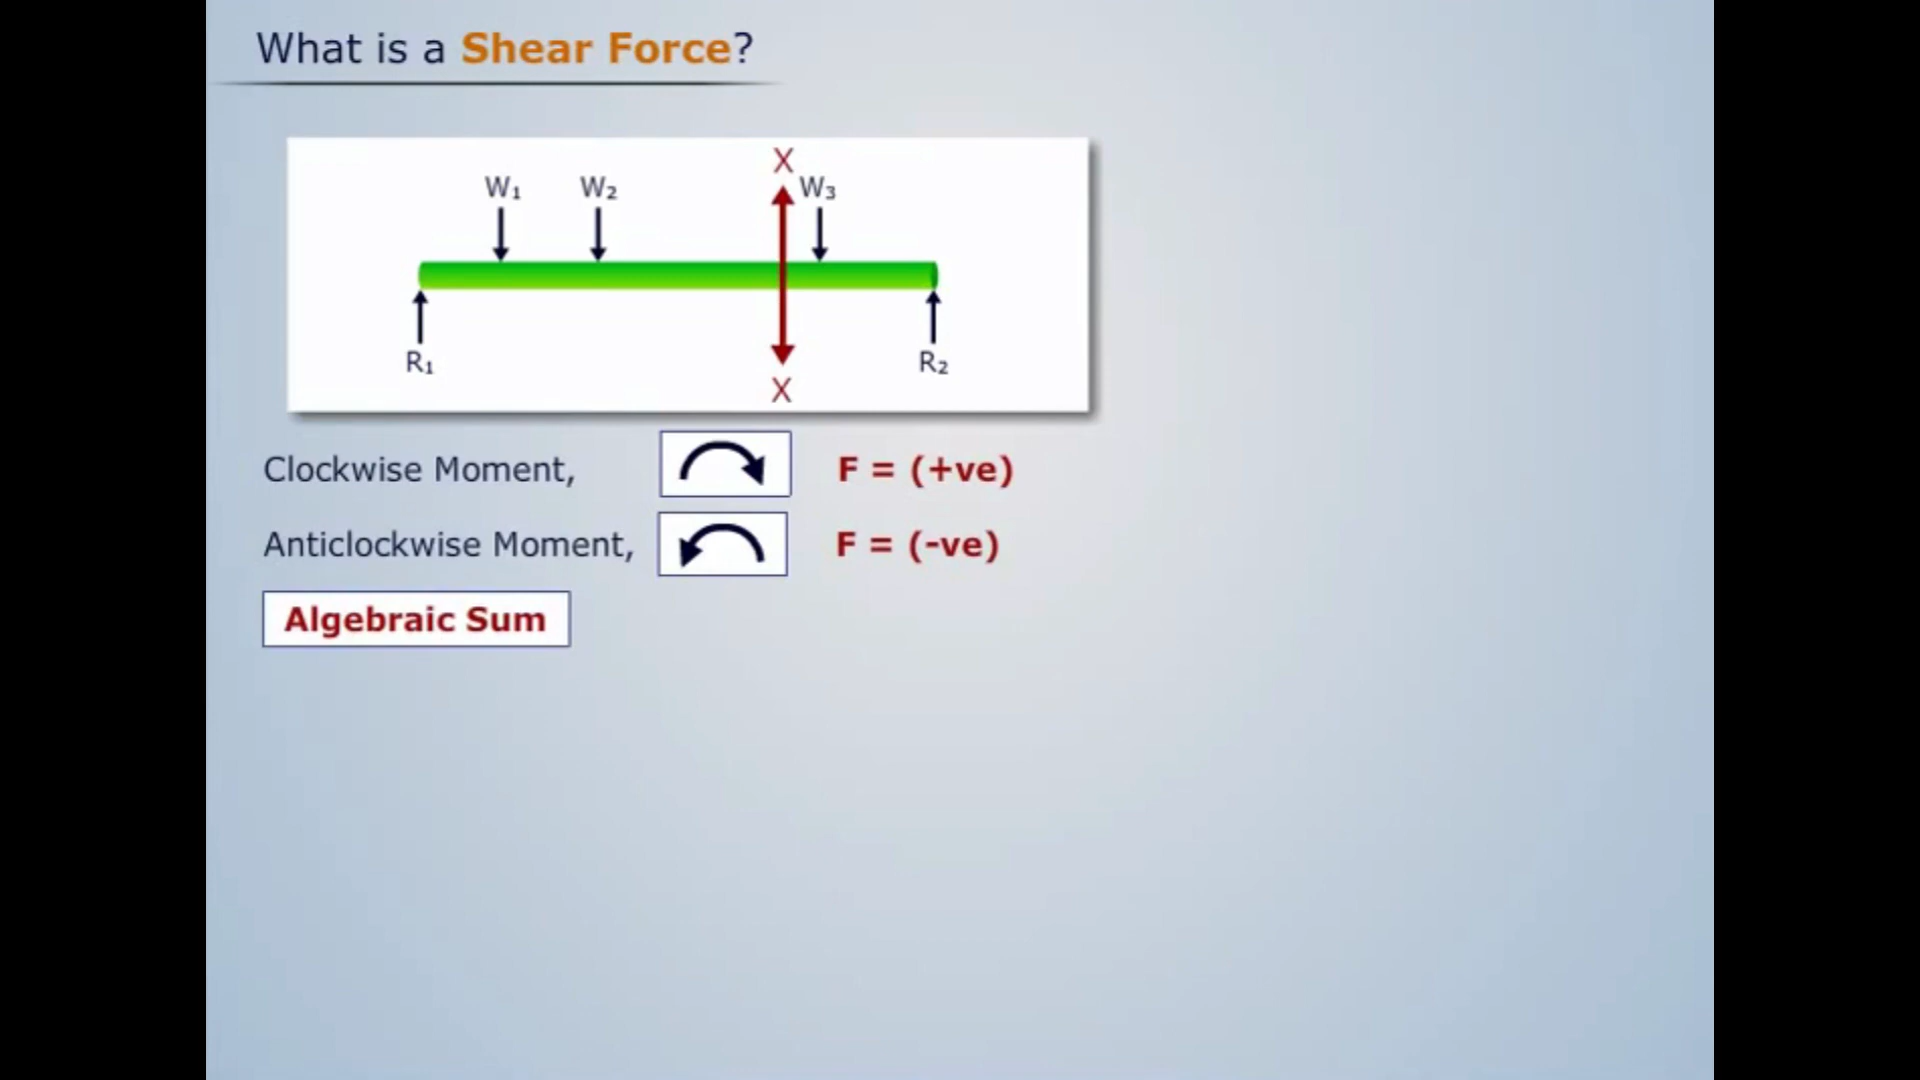 What is a Shear Force?
X
W₁ W₂ W₃
R₁ R₂
X
Clockwise Moment, F = (+ve)
Anticlockwise Moment, F = (-ve)
Algebraic Sum